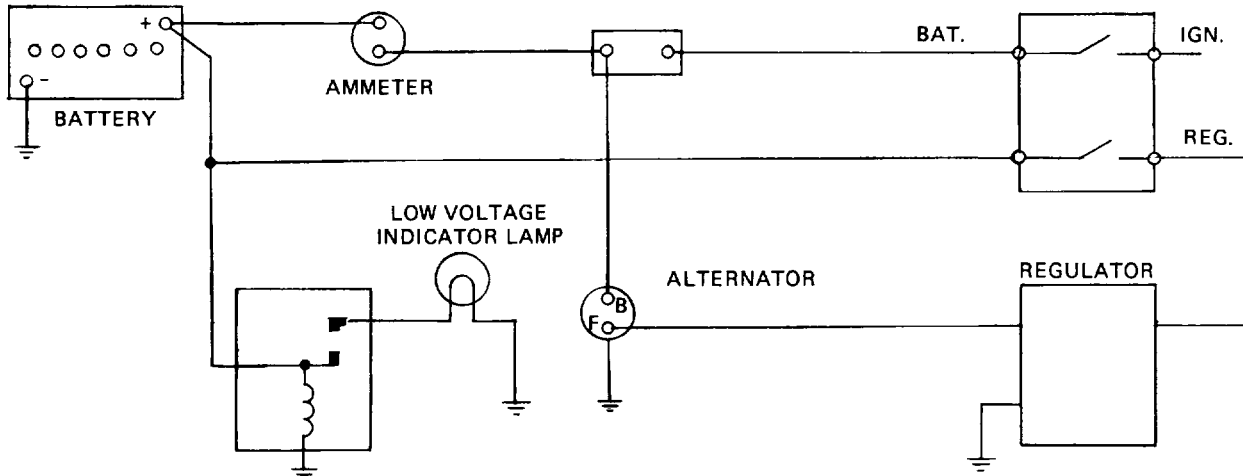 +
-
BATTERY
AMMETER
BAT.
IGN.
REG.
LOW VOLTAGE
INDICATOR LAMP
B
F
ALTERNATOR
REGULATOR